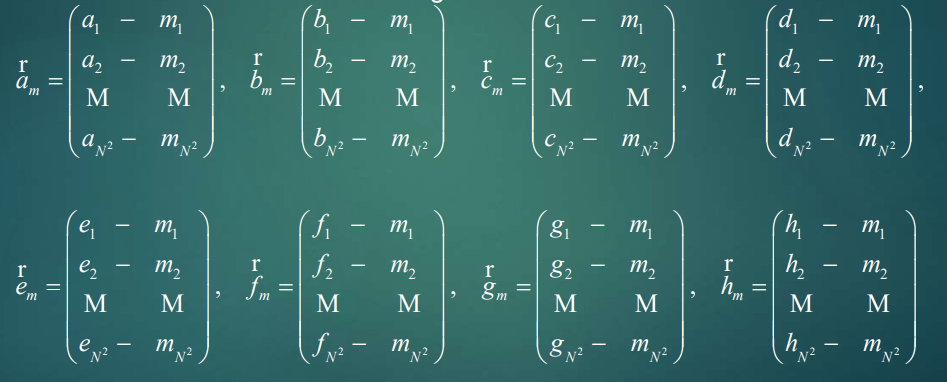 r a_m = ( a_1 − m_1 ; a_2 − m_2 ; M M ; a_{N^2} − m_{N^2} ) , r b_m = ( b_1 − m_1 ; b_2 − m_2 ; M M ; b_{N^2} − m_{N^2} ) , r c_m = ( c_1 − m_1 ; c_2 − m_2 ; M M ; c_{N^2} − m_{N^2} ) , r d_m = ( d_1 − m_1 ; d_2 − m_2 ; M M ; d_{N^2} − m_{N^2} ) ,
r e_m = ( e_1 − m_1 ; e_2 − m_2 ; M M ; e_{N^2} − m_{N^2} ) , r f_m = ( f_1 − m_1 ; f_2 − m_2 ; M M ; f_{N^2} − m_{N^2} ) , r g_m = ( g_1 − m_1 ; g_2 − m_2 ; M M ; g_{N^2} − m_{N^2} ) , r h_m = ( h_1 − m_1 ; h_2 − m_2 ; M M ; h_{N^2} − m_{N^2} )